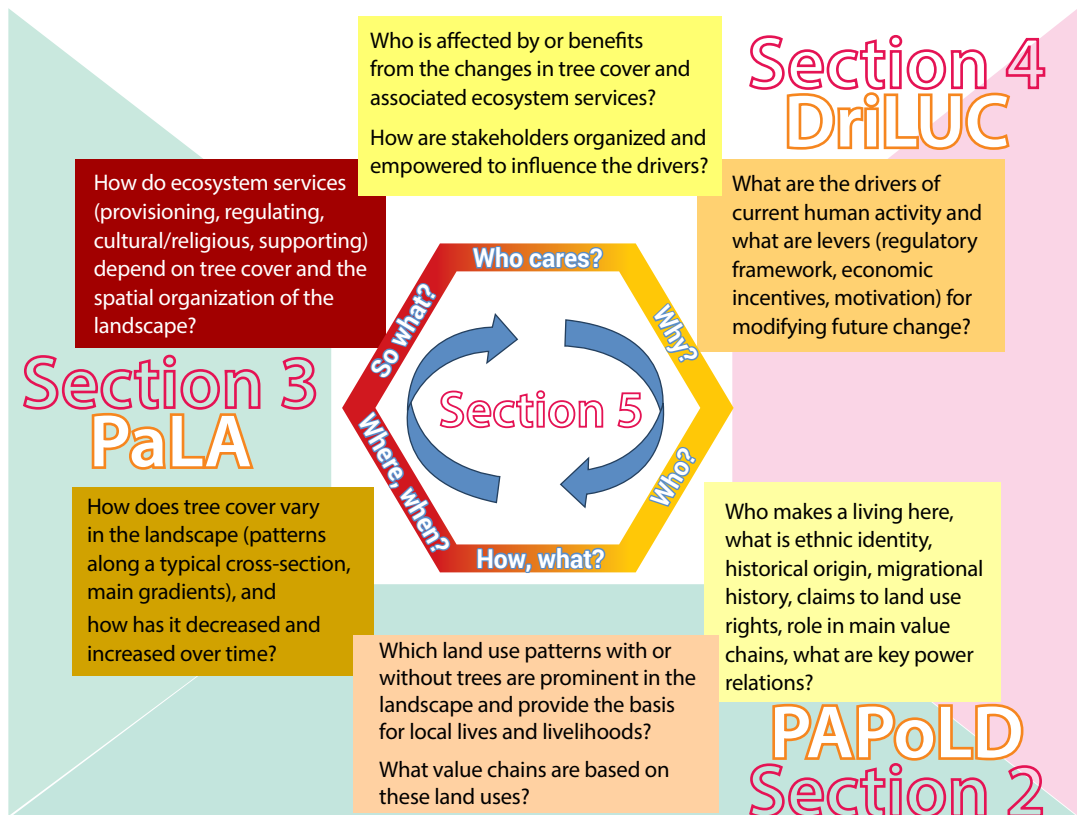 Who is affected by or benefits
from the changes in tree cover and
associated ecosystem services?
How are stakeholders organized and
empowered to influence the drivers?
Section 4
DriLUC
How do ecosystem services
(provisioning, regulating,
cultural/religious, supporting)
depend on tree cover and the
spatial organization of the
landscape?
What are the drivers of
current human activity and
what are levers (regulatory
framework, economic
incentives, motivation) for
modifying future change?
Who cares?
So what?
Why?
Section 3
PaLA
Section 5
Where, when?
Who?
How, what?
How does tree cover vary
in the landscape (patterns
along a typical cross-section,
main gradients), and
how has it decreased and
increased over time?
Who makes a living here,
what is ethnic identity,
historical origin, migrational
history, claims to land use
rights, role in main value
chains, what are key power
relations?
Which land use patterns with or
without trees are prominent in the
landscape and provide the basis
for local lives and livelihoods?
What value chains are based on
these land uses?
PAPoLD
Section 2